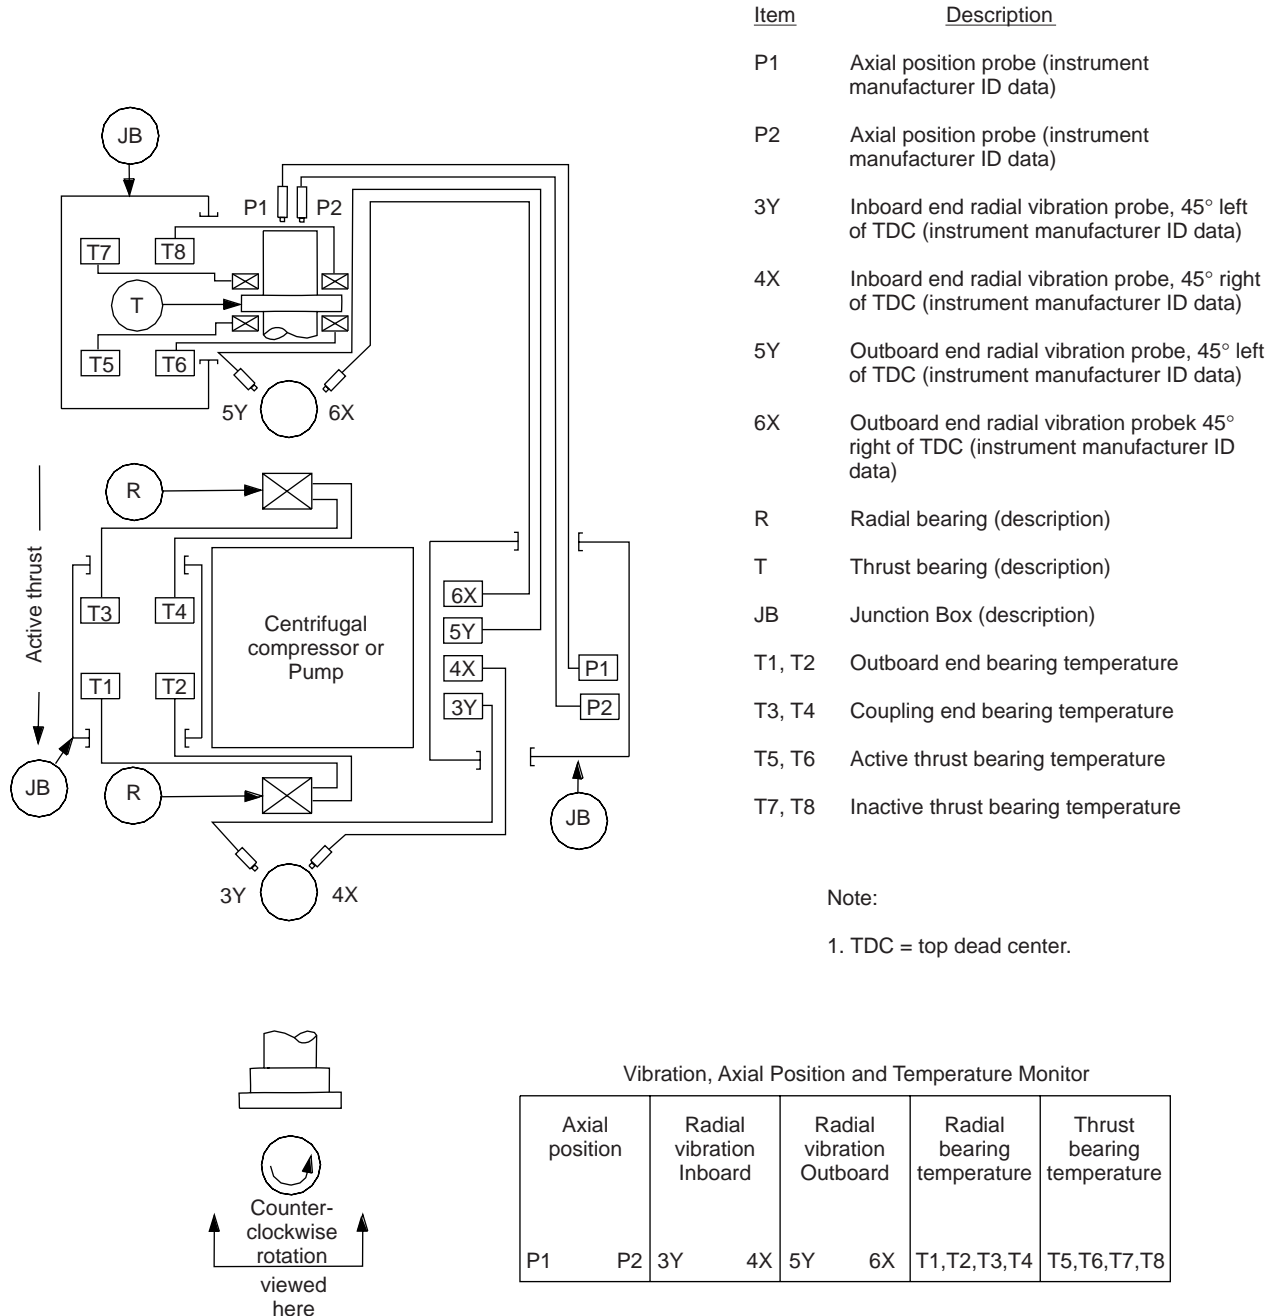 Item Description
P1 Axial position probe (instrument
manufacturer ID data)
P2 Axial position probe (instrument
manufacturer ID data)
3Y Inboard end radial vibration probe, 45° left
of TDC (instrument manufacturer ID data)
4X Inboard end radial vibration probe, 45° right
of TDC (instrument manufacturer ID data)
5Y Outboard end radial vibration probe, 45° left
of TDC (instrument manufacturer ID data)
6X Outboard end radial vibration probek 45°
right of TDC (instrument manufacturer ID
data)
R Radial bearing (description)
T Thrust bearing (description)
JB Junction Box (description)
T1, T2 Outboard end bearing temperature
T3, T4 Coupling end bearing temperature
T5, T6 Active thrust bearing temperature
T7, T8 Inactive thrust bearing temperature
Note:
1. TDC = top dead center.
JB
P1 P2
T7 T8
T
T5 T6
5Y 6X
R
Active thrust
T3 T4
T1 T2
Centrifugal
compressor or
Pump
6X
5Y
4X
3Y
P1
P2
JB
R
JB
3Y 4X
Counter-
clockwise
rotation
viewed
here
Vibration, Axial Position and Temperature Monitor
Axial
position
P1 P2
Radial
vibration
Inboard
3Y 4X
Radial
vibration
Outboard
5Y 6X
Radial
bearing
temperature
T1,T2,T3,T4
Thrust
bearing
temperature
T5,T6,T7,T8